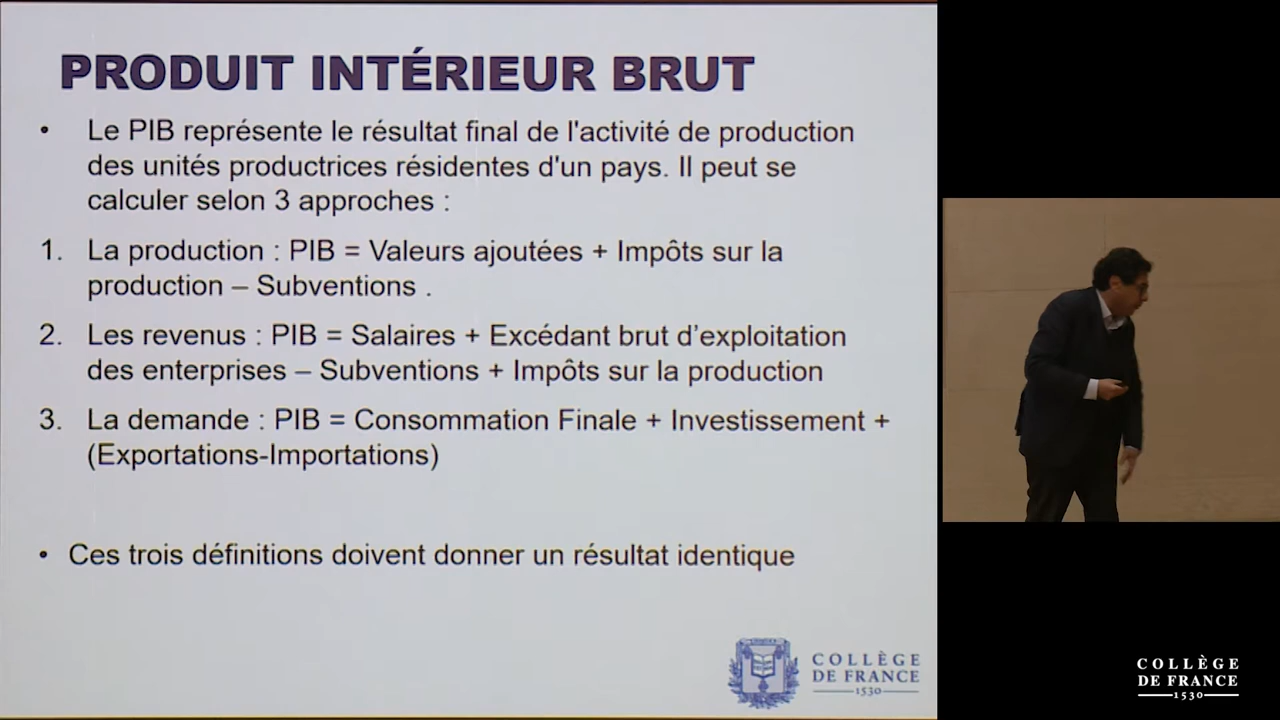 PRODUIT INTÉRIEUR BRUT
• Le PIB représente le résultat final de l'activité de production
des unités productrices résidentes d'un pays. Il peut se
calculer selon 3 approches :
1. La production : PIB = Valeurs ajoutées + Impôts sur la
production – Subventions .
2. Les revenus : PIB = Salaires + Excédant brut d'exploitation
des enterprises – Subventions + Impôts sur la production
3. La demande : PIB = Consommation Finale + Investissement +
(Exportations-Importations)
• Ces trois définitions doivent donner un résultat identique
COLLÈGE
DE FRANCE
1530
COLLÈGE
DE FRANCE
1530